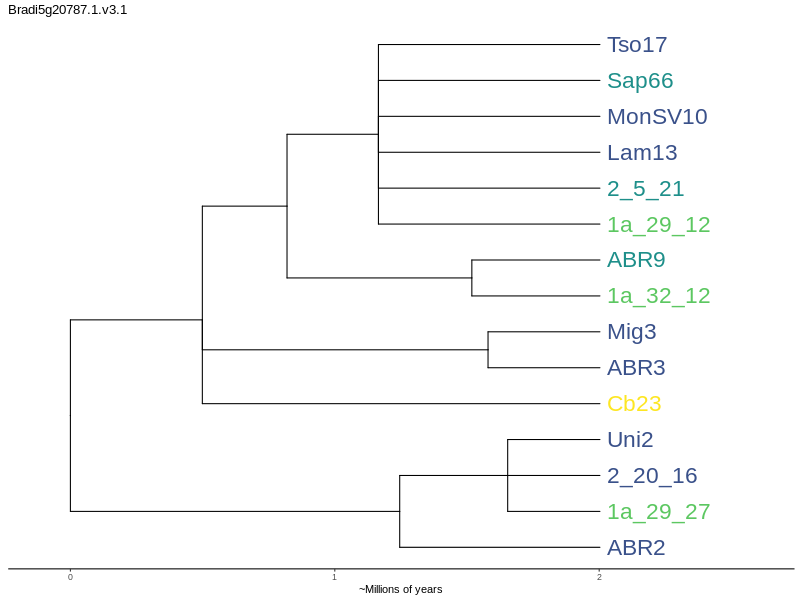 Bradi5g20787.1.v3.1
Tso17
Sap66
MonSV10
Lam13
2_5_21
1a_29_12
ABR9
1a_32_12
Mig3
ABR3
Cb23
Uni2
2_20_16
1a_29_27
ABR2
0 1 2
~Millions of years